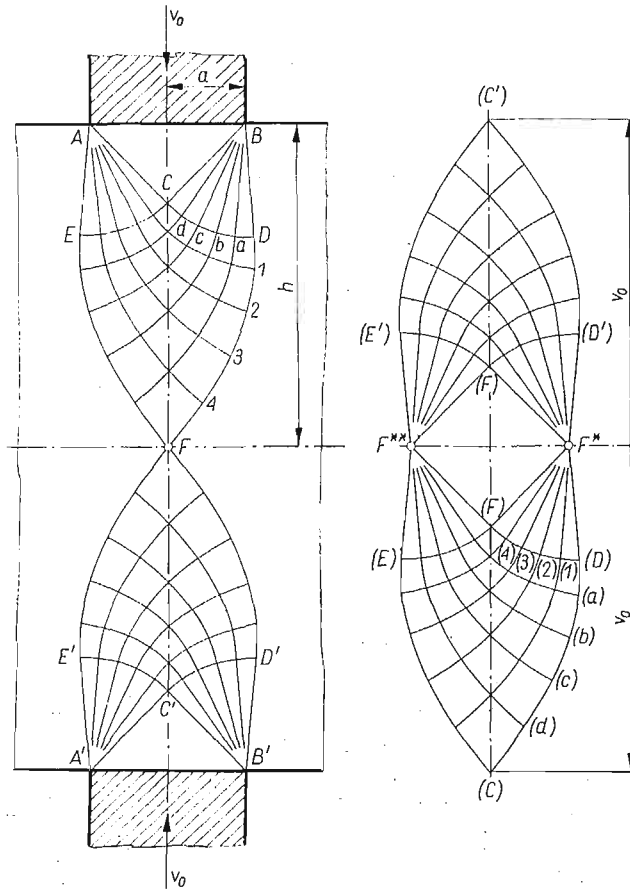 v₀
a
A
B
C
E
D
d
c
b
a
1
2
3
4
h
F
E'
D'
C'
A'
B'
v₀
(C')
(E')
(D')
(F)
F**
F*
(F)
(E)
(4)
(3)
(2)
(1)
(D)
(a)
(b)
(c)
(d)
(C)
v₀
v₀